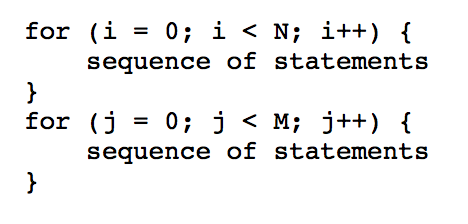 for (i = 0; i < N; i++) {
    sequence of statements
}
for (j = 0; j < M; j++) {
    sequence of statements
}